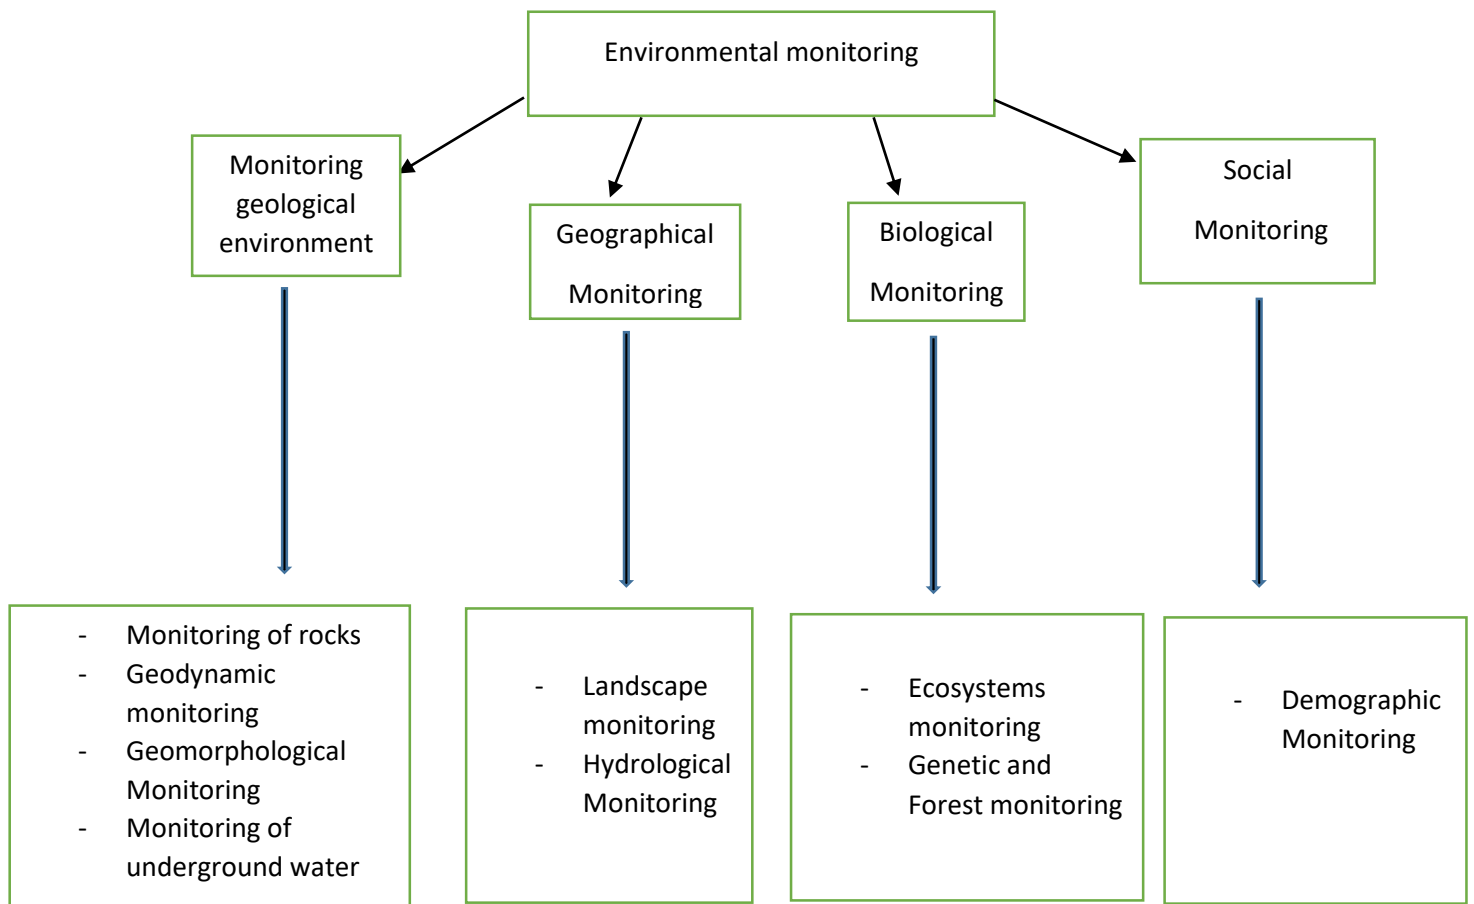 Environmental monitoring
Monitoring
geological
environment
Geographical
Monitoring
Biological
Monitoring
Social
Monitoring
- Monitoring of rocks
- Geodynamic
monitoring
- Geomorphological
Monitoring
- Monitoring of
underground water
- Landscape
monitoring
- Hydrological
Monitoring
- Ecosystems
monitoring
- Genetic and
Forest monitoring
- Demographic
Monitoring